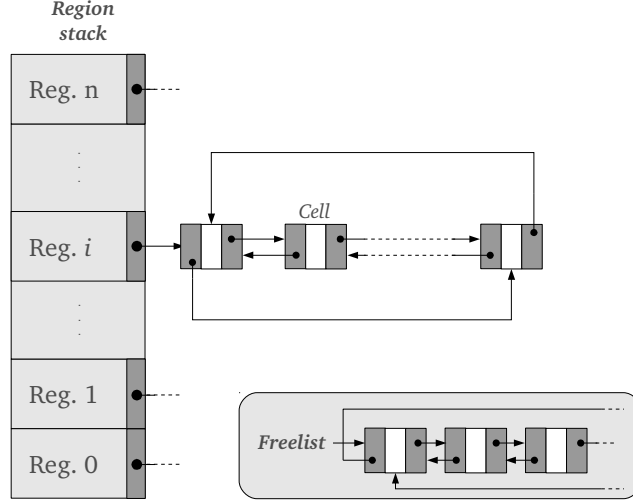 Region
stack
Reg. n
Reg. i
Cell
Reg. 1
Freelist
Reg. 0